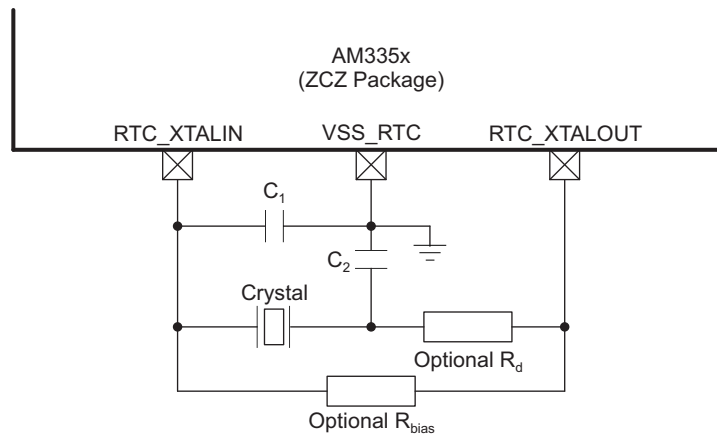 AM335x
(ZCZ Package)
RTC_XTALIN
VSS_RTC
RTC_XTALOUT
C1
C2
Crystal
Optional Rd
Optional Rbias